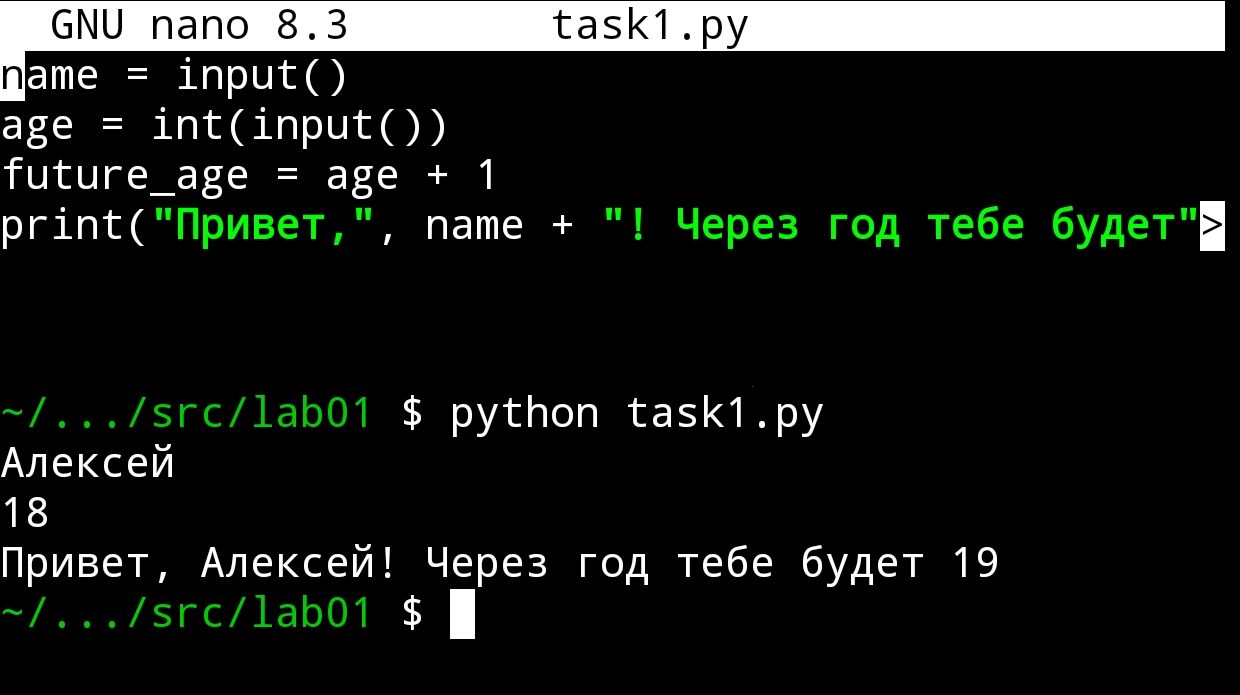 GNU nano 8.3 task1.py
name = input()
age = int(input())
future_age = age + 1
print("Привет,", name + "! Через год тебе будет">
~/.../src/lab01 $ python task1.py
Алексей
18
Привет, Алексей! Через год тебе будет 19
~/.../src/lab01 $